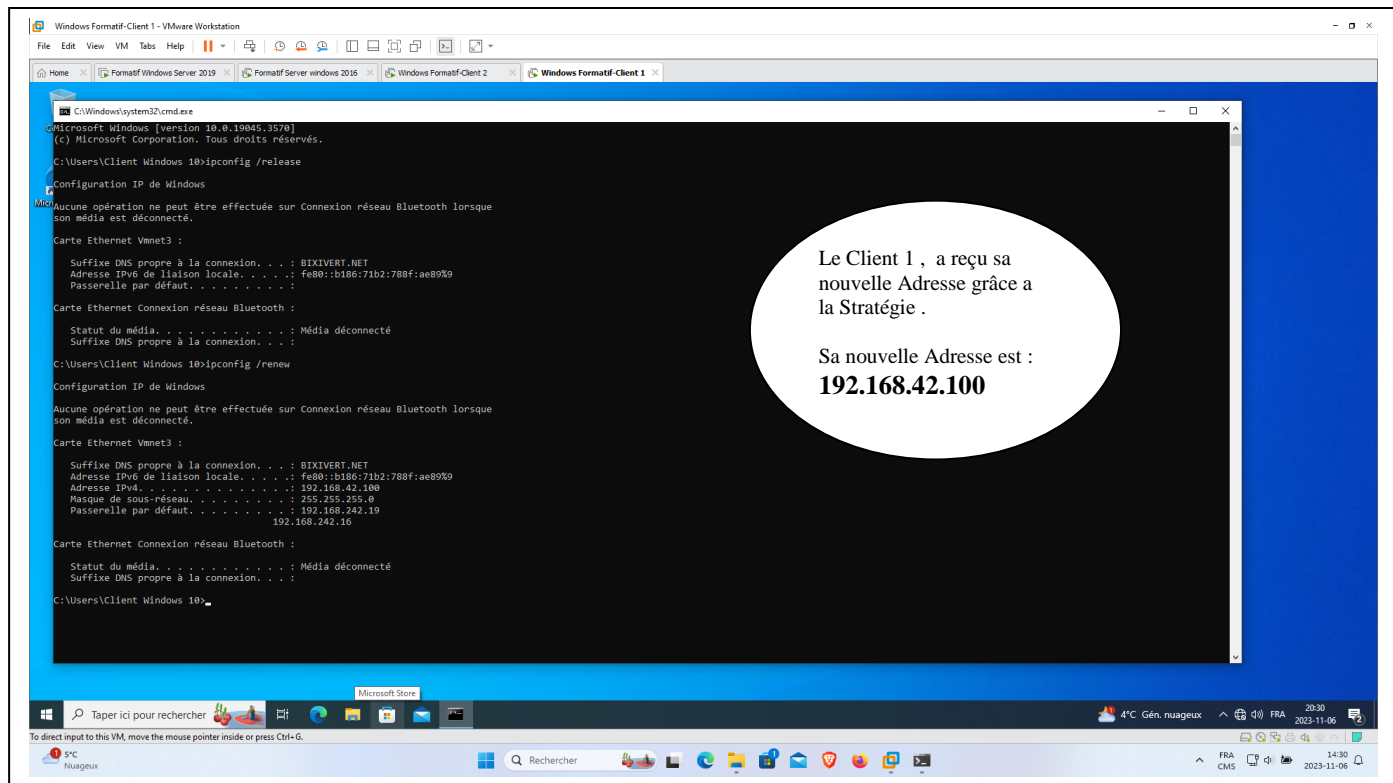 Windows Formatif-Client 1 - VMware Workstation
File Edit View VM Tabs Help
Home Formatif Windows Server 2019 Formatif Server windows 2016 Windows Formatif-Client 2 Windows Formatif-Client 1
C:\Windows\system32\cmd.exe
Microsoft Windows [version 10.0.19045.3570]
(c) Microsoft Corporation. Tous droits réservés.
C:\Users\Client Windows 10>ipconfig /release
Configuration IP de Windows
Aucune opération ne peut être effectuée sur Connexion réseau Bluetooth lorsque
son média est déconnecté.
Carte Ethernet Vmnet3 :
Suffixe DNS propre à la connexion. . . : BIXIVERT.NET
Adresse IPv6 de liaison locale. . . . .: fe80::b186:71b2:788f:ae89%9
Passerelle par défaut. . . . . . . . . :
Carte Ethernet Connexion réseau Bluetooth :
Statut du média. . . . . . . . . . . . : Média déconnecté
Suffixe DNS propre à la connexion. . . :
C:\Users\Client Windows 10>ipconfig /renew
Configuration IP de Windows
Aucune opération ne peut être effectuée sur Connexion réseau Bluetooth lorsque
son média est déconnecté.
Carte Ethernet Vmnet3 :
Suffixe DNS propre à la connexion. . . : BIXIVERT.NET
Adresse IPv6 de liaison locale. . . . .: fe80::b186:71b2:788f:ae89%9
Adresse IPv4. . . . . . . . . . . . . .: 192.168.42.100
Masque de sous-réseau. . . . . . . . . : 255.255.255.0
Passerelle par défaut. . . . . . . . . : 192.168.242.19
192.168.242.16
Carte Ethernet Connexion réseau Bluetooth :
Statut du média. . . . . . . . . . . . : Média déconnecté
Suffixe DNS propre à la connexion. . . :
C:\Users\Client Windows 10>
Le Client 1 , a reçu sa
nouvelle Adresse grâce a
la Stratégie .
Sa nouvelle Adresse est :
192.168.42.100
Microsoft Store
Taper ici pour rechercher
4°C Gén. nuageux
FRA
20:30
2023-11-06
2
To direct input to this VM, move the mouse pointer inside or press Ctrl+G.
5°C
Nuageux
Rechercher
FRA
CMS
14:30
2023-11-06